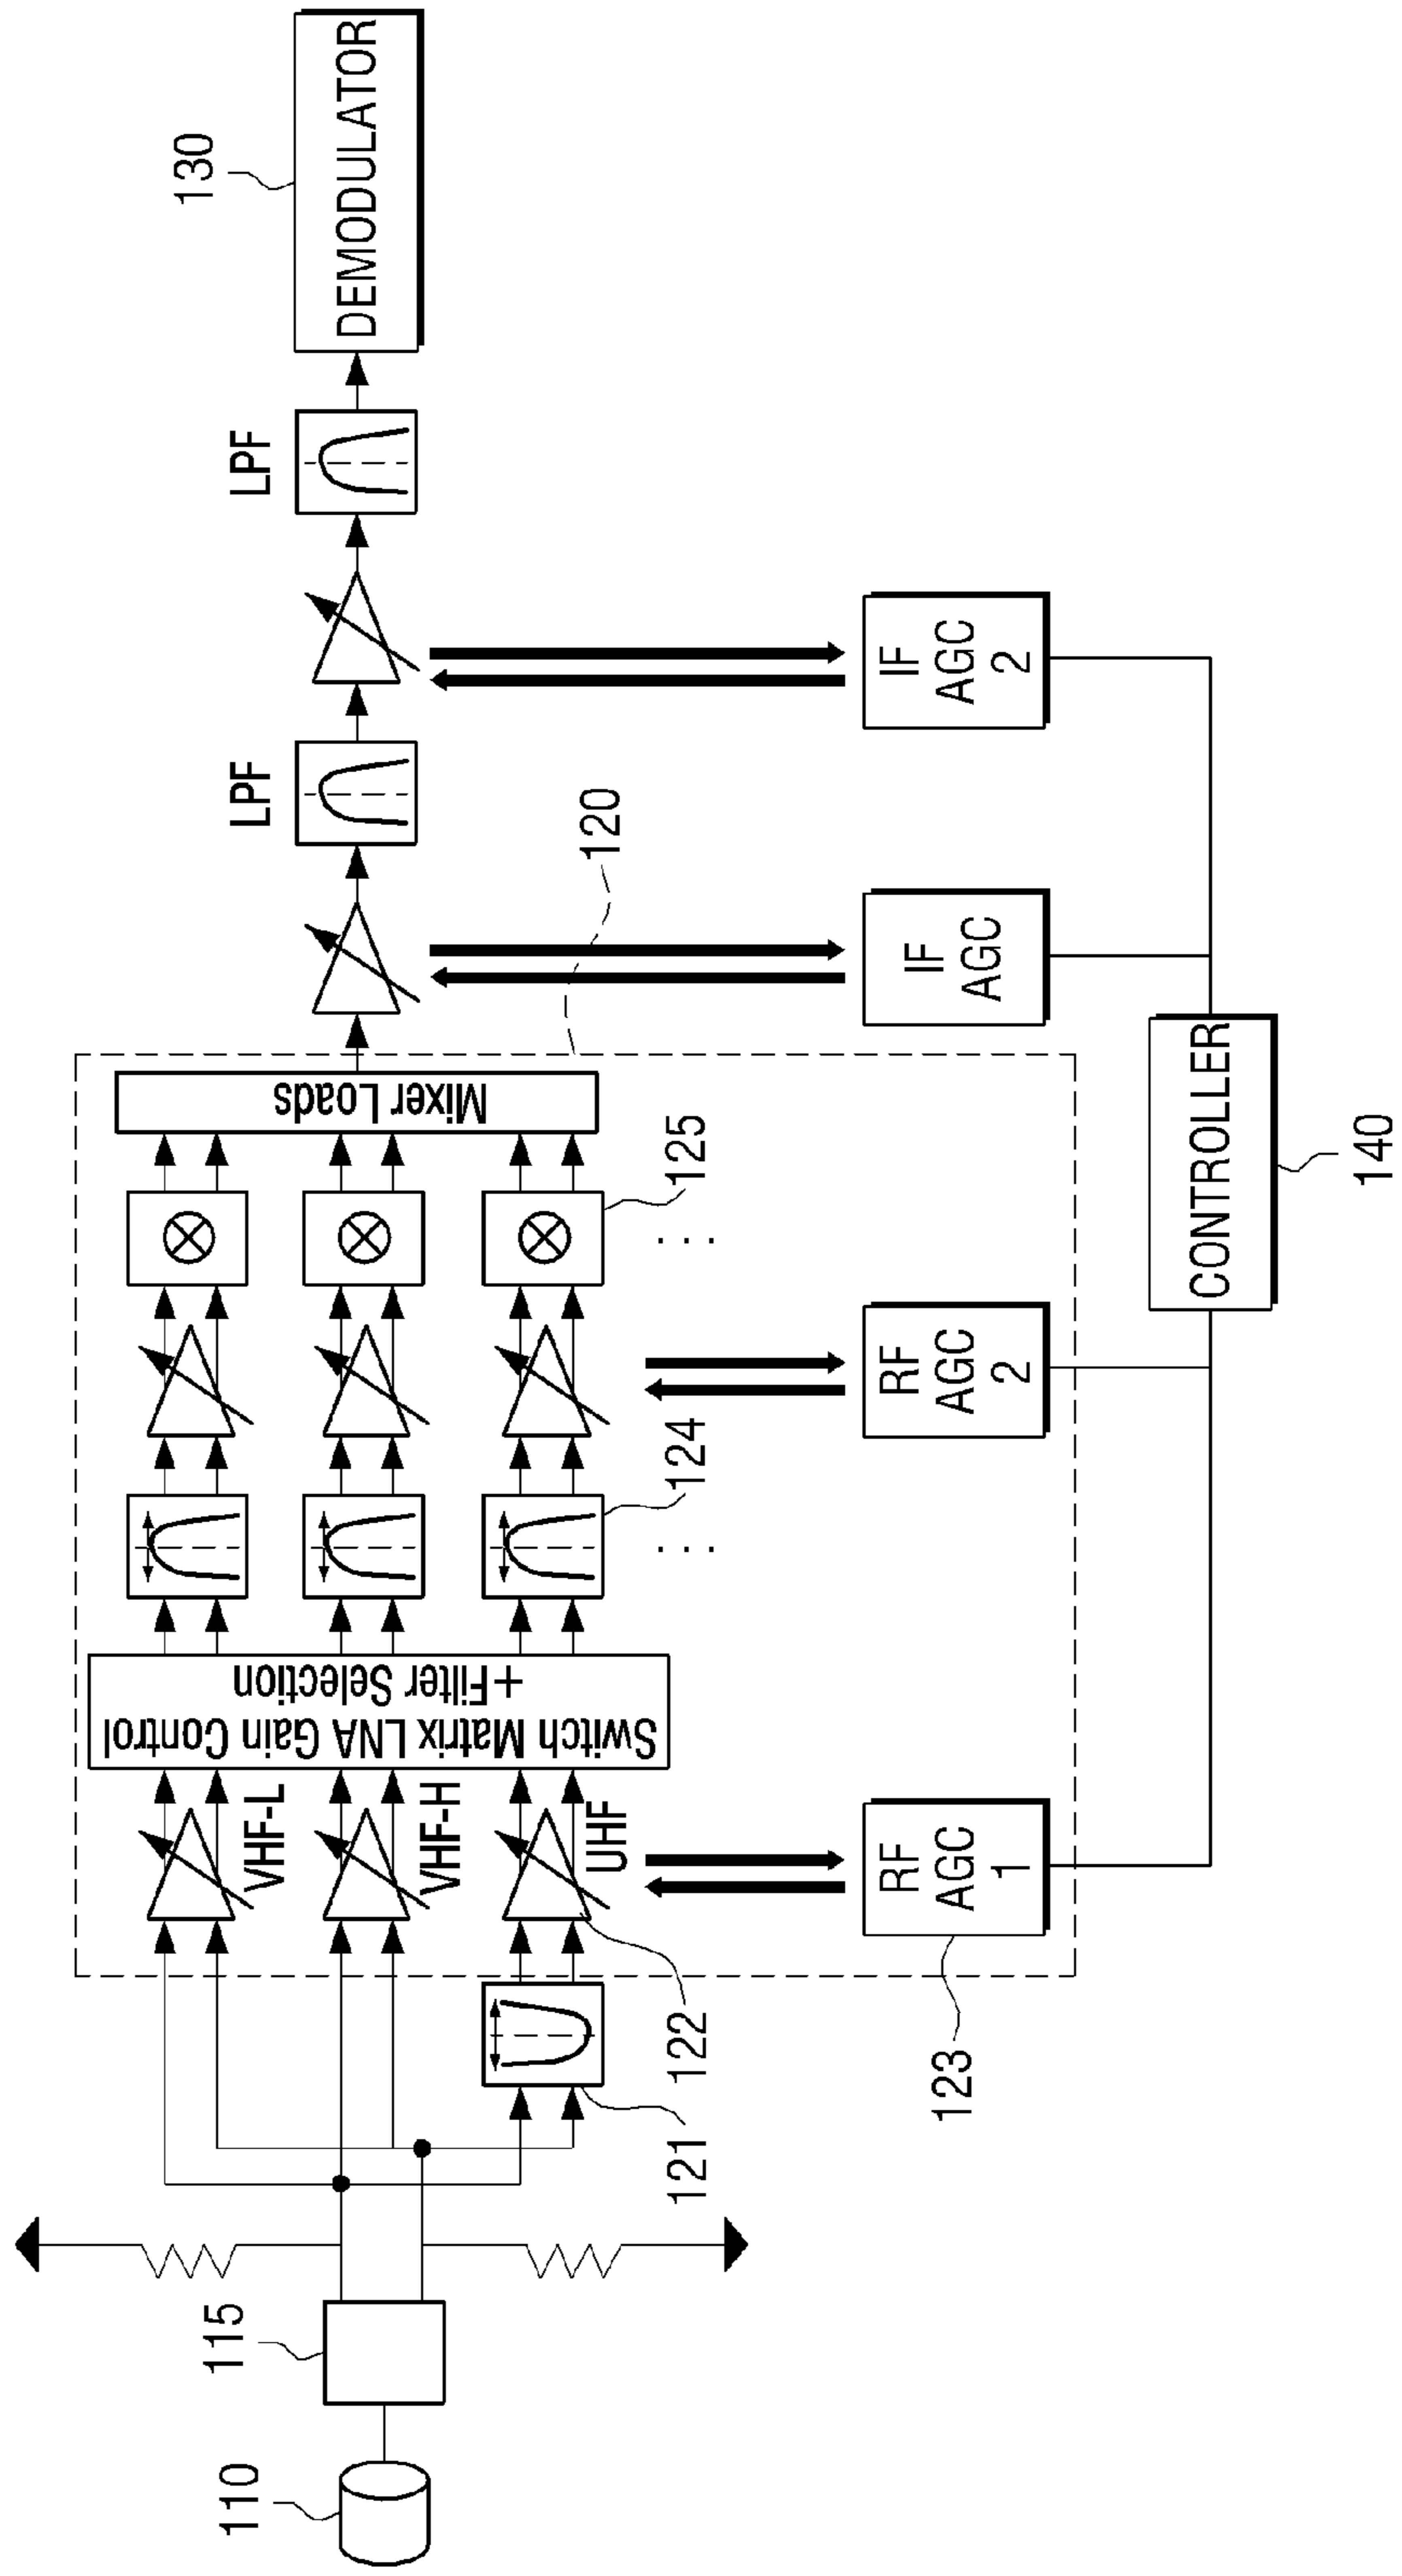 110
115
121
122
123
VHF-L
VHF-H
UHF
RF
AGC
1
Switch Matrix LNA Gain Control
+Filter Selection
124
. . .
RF
AGC
2
125
. . .
Mixer Loads
120
CONTROLLER
140
IF
AGC
LPF
IF
AGC
2
LPF
DEMODULATOR
130